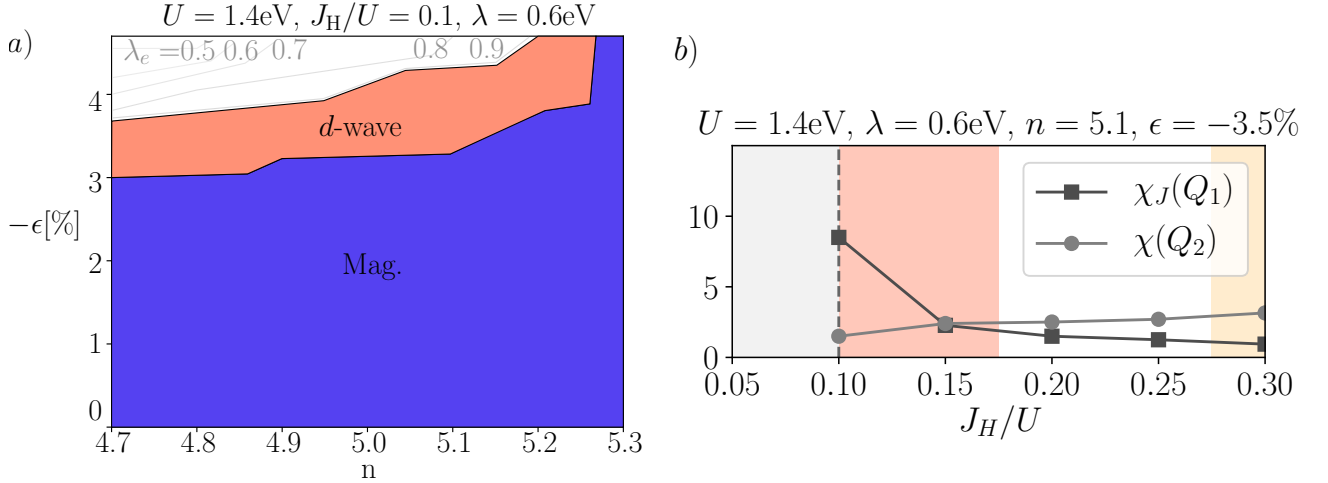 a)
U = 1.4eV, J_H/U = 0.1, λ = 0.6eV
λ_e = 0.5 0.6 0.7 0.8 0.9
4
d-wave
3
−ϵ[%]
2
Mag.
1
0
4.7 4.8 4.9 5.0 5.1 5.2 5.3
n
b)
U = 1.4eV, λ = 0.6eV, n = 5.1, ϵ = −3.5%
χ_J(Q_1)
χ(Q_2)
10
5
0
0.05 0.10 0.15 0.20 0.25 0.30
J_H/U